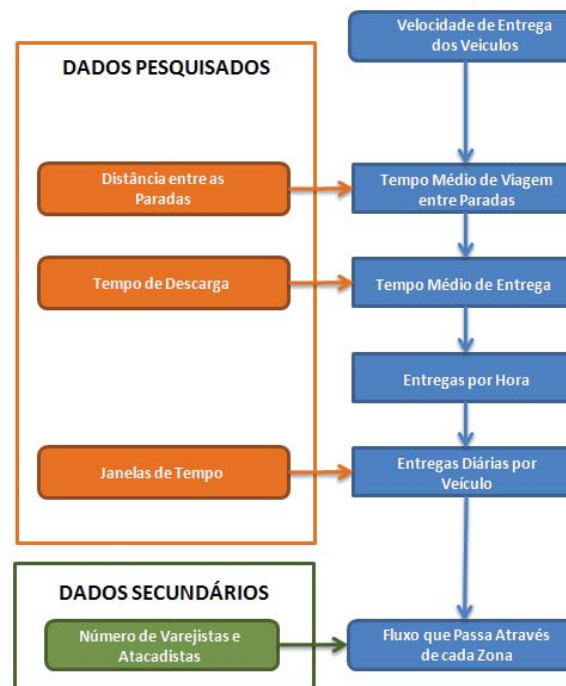 Velocidade de Entrega
dos Veiculos
DADOS PESQUISADOS
Distância entre as
Paradas
Tempo Médio de Viagem
entre Paradas
Tempo de Descarga
Tempo Médio de Entrega
Entregas por Hora
Janelas de Tempo
Entregas Diárias por
Veículo
DADOS SECUNDÁRIOS
Número de Varejistas e
Atacadistas
Fluxo que Passa Através
de cada Zona